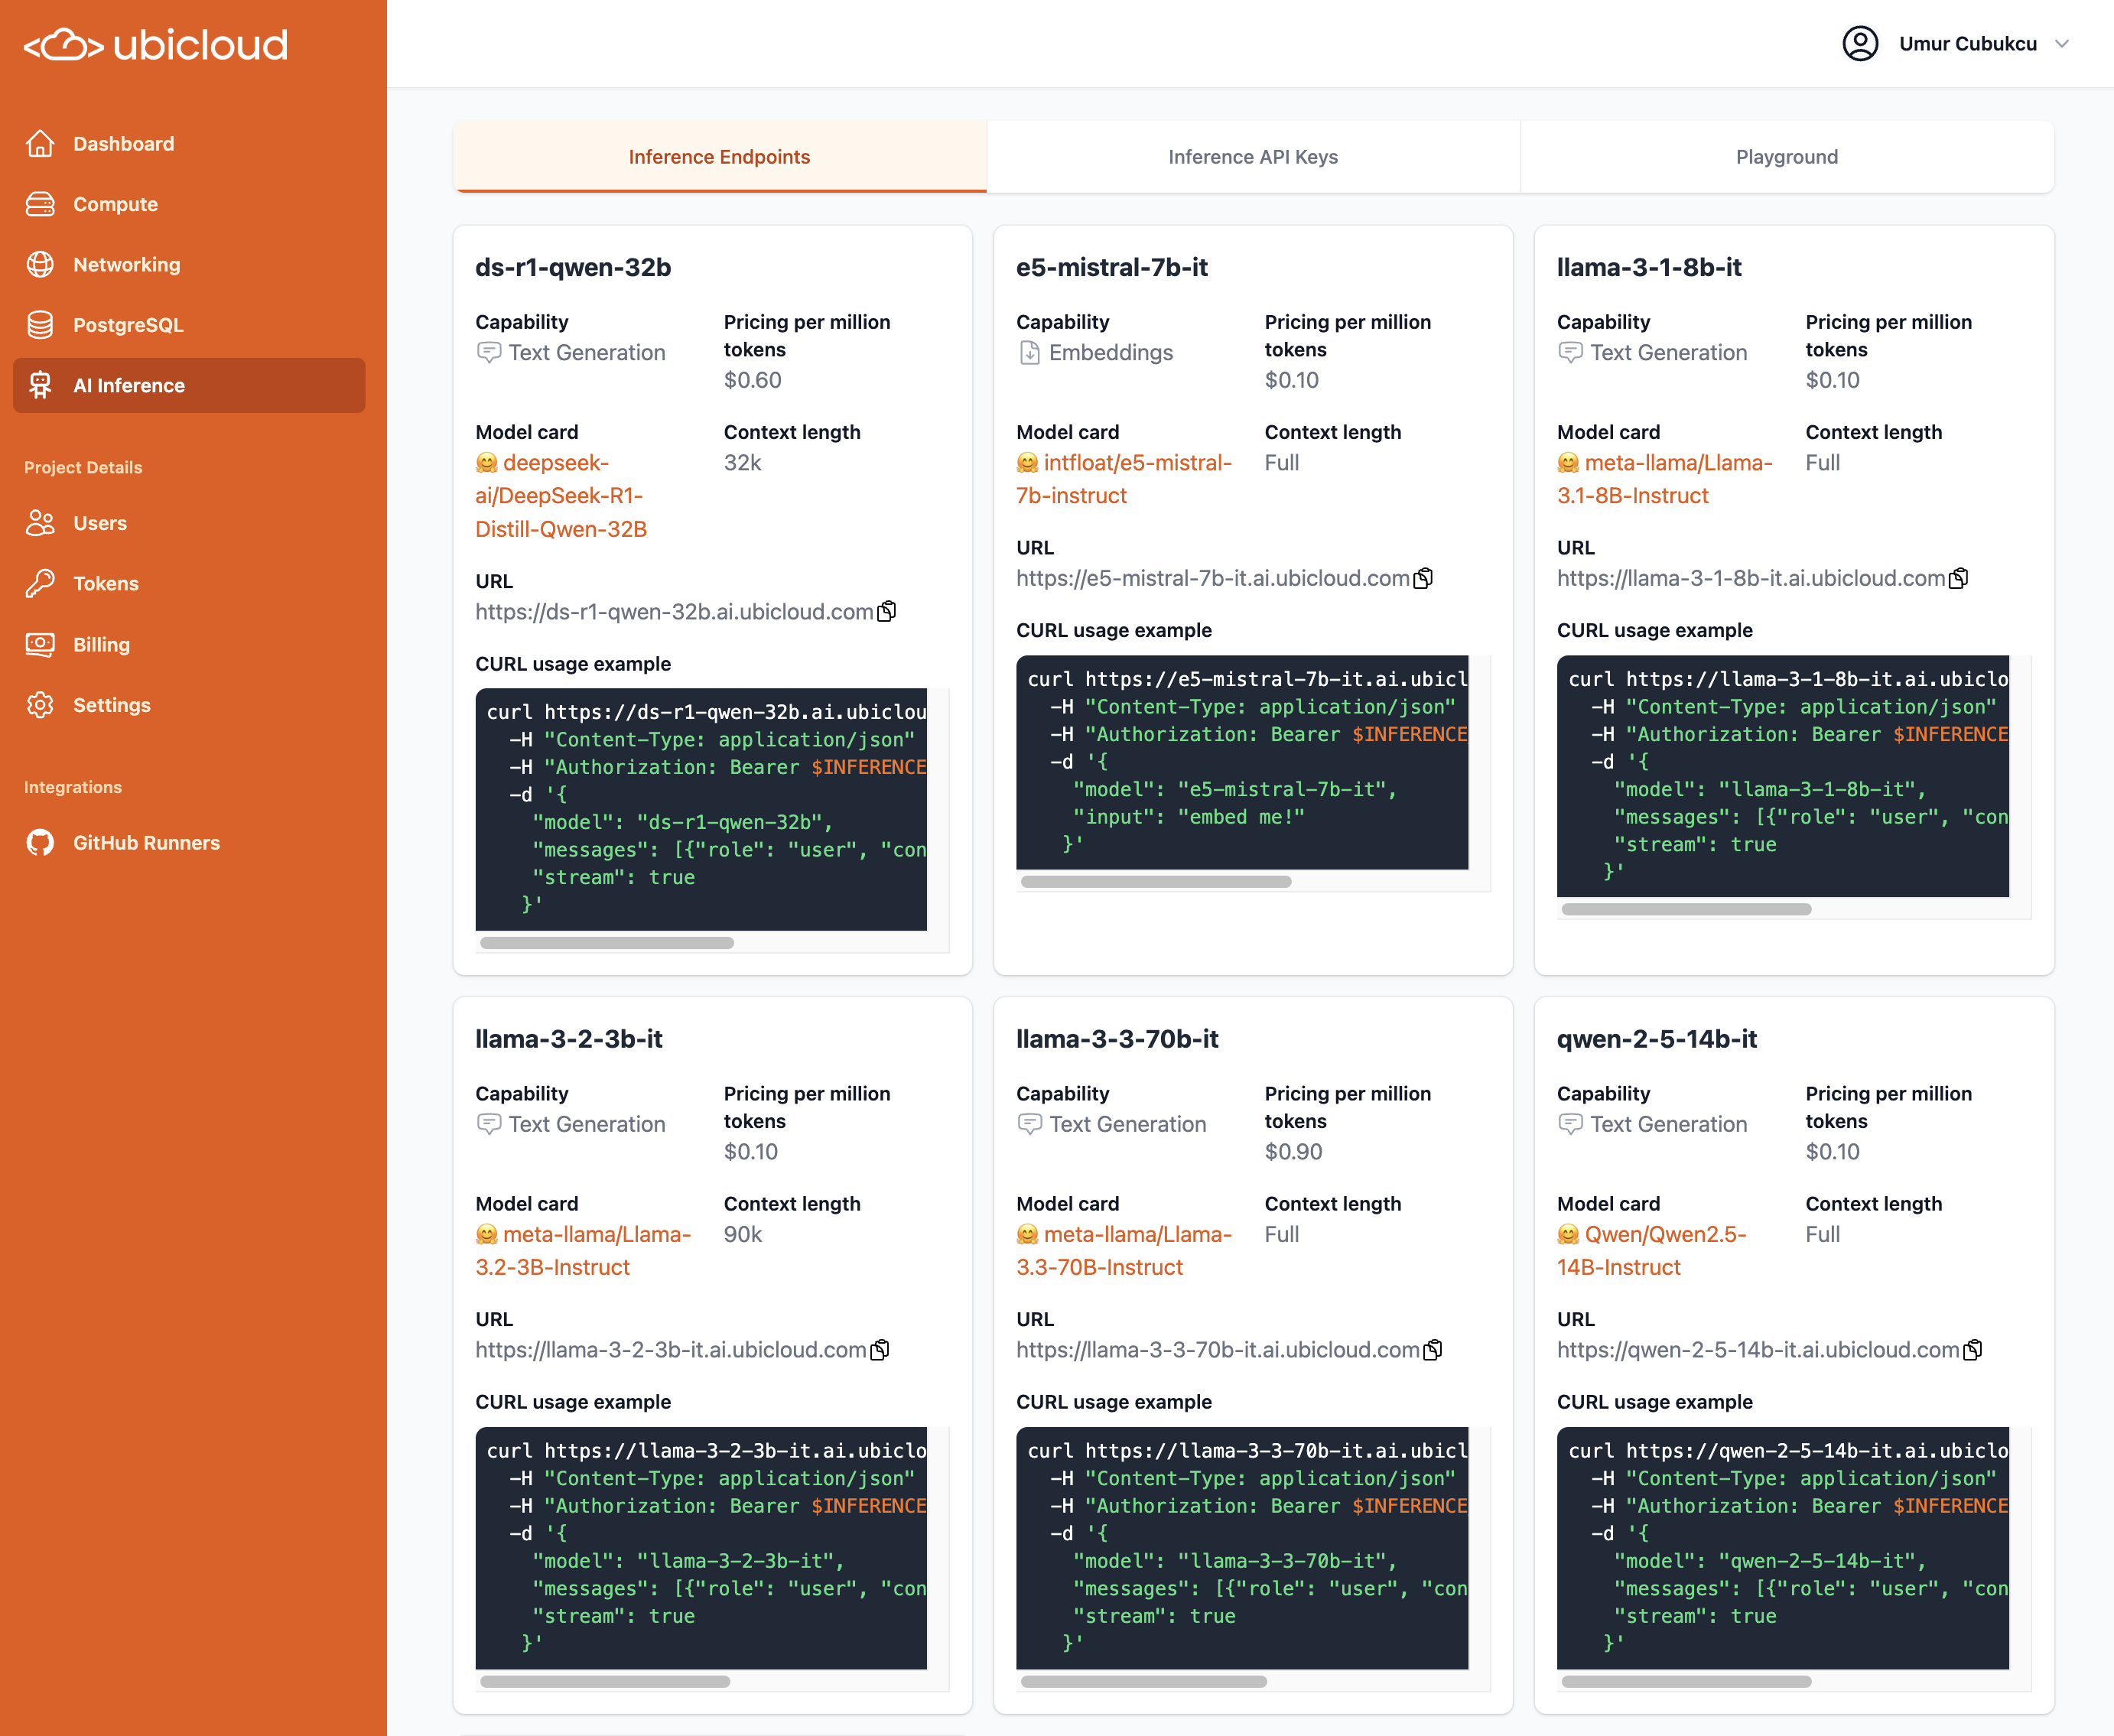 ubicloud
Umur Cubukcu
Dashboard
Compute
Networking
PostgreSQL
AI Inference
Project Details
Users
Tokens
Billing
Settings
Integrations
GitHub Runners
Inference Endpoints
Inference API Keys
Playground
ds-r1-qwen-32b
Capability
Text Generation
Pricing per million
tokens
$0.60
Model card
🤗 deepseek-
ai/DeepSeek-R1-
Distill-Qwen-32B
Context length
32k
URL
https://ds-r1-qwen-32b.ai.ubicloud.com
CURL usage example
curl https://ds-r1-qwen-32b.ai.ubiclou
-H "Content-Type: application/json"
-H "Authorization: Bearer $INFERENCE
-d '{
"model": "ds-r1-qwen-32b",
"messages": [{"role": "user", "con
"stream": true
}'
e5-mistral-7b-it
Capability
Embeddings
Pricing per million
tokens
$0.10
Model card
🤗 intfloat/e5-mistral-
7b-instruct
Context length
Full
URL
https://e5-mistral-7b-it.ai.ubicloud.com
CURL usage example
curl https://e5-mistral-7b-it.ai.ubicl
-H "Content-Type: application/json"
-H "Authorization: Bearer $INFERENCE
-d '{
"model": "e5-mistral-7b-it",
"input": "embed me!"
}'
llama-3-1-8b-it
Capability
Text Generation
Pricing per million
tokens
$0.10
Model card
🤗 meta-llama/Llama-
3.1-8B-Instruct
Context length
Full
URL
https://llama-3-1-8b-it.ai.ubicloud.com
CURL usage example
curl https://llama-3-1-8b-it.ai.ubiclo
-H "Content-Type: application/json"
-H "Authorization: Bearer $INFERENCE
-d '{
"model": "llama-3-1-8b-it",
"messages": [{"role": "user", "con
"stream": true
}'
llama-3-2-3b-it
Capability
Text Generation
Pricing per million
tokens
$0.10
Model card
🤗 meta-llama/Llama-
3.2-3B-Instruct
Context length
90k
URL
https://llama-3-2-3b-it.ai.ubicloud.com
CURL usage example
curl https://llama-3-2-3b-it.ai.ubiclo
-H "Content-Type: application/json"
-H "Authorization: Bearer $INFERENCE
-d '{
"model": "llama-3-2-3b-it",
"messages": [{"role": "user", "con
"stream": true
}'
llama-3-3-70b-it
Capability
Text Generation
Pricing per million
tokens
$0.90
Model card
🤗 meta-llama/Llama-
3.3-70B-Instruct
Context length
Full
URL
https://llama-3-3-70b-it.ai.ubicloud.com
CURL usage example
curl https://llama-3-3-70b-it.ai.ubicl
-H "Content-Type: application/json"
-H "Authorization: Bearer $INFERENCE
-d '{
"model": "llama-3-3-70b-it",
"messages": [{"role": "user", "con
"stream": true
}'
qwen-2-5-14b-it
Capability
Text Generation
Pricing per million
tokens
$0.10
Model card
🤗 Qwen/Qwen2.5-
14B-Instruct
Context length
Full
URL
https://qwen-2-5-14b-it.ai.ubicloud.com
CURL usage example
curl https://qwen-2-5-14b-it.ai.ubiclo
-H "Content-Type: application/json"
-H "Authorization: Bearer $INFERENCE
-d '{
"model": "qwen-2-5-14b-it",
"messages": [{"role": "user", "con
"stream": true
}'